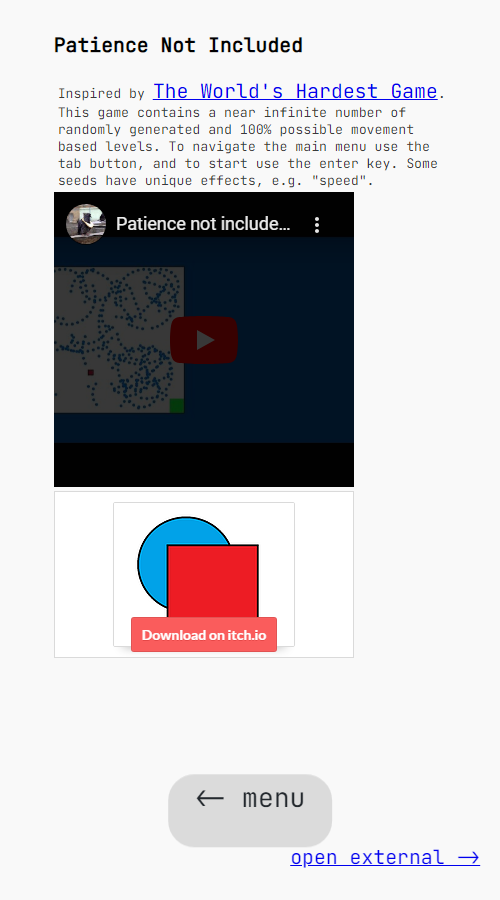 Patience Not Included
Inspired by The World's Hardest Game.
This game contains a near infinite number of
randomly generated and 100% possible movement
based levels. To navigate the main menu use the
tab button, and to start use the enter key. Some
seeds have unique effects, e.g. "speed".
Patience not include...
Download on itch.io
← menu
open external →